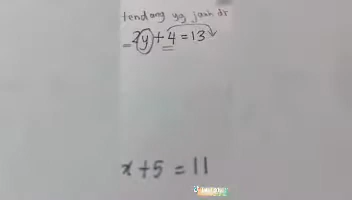 tendang yg jauh dr
2y + 4 = 13
x + 5 = 11